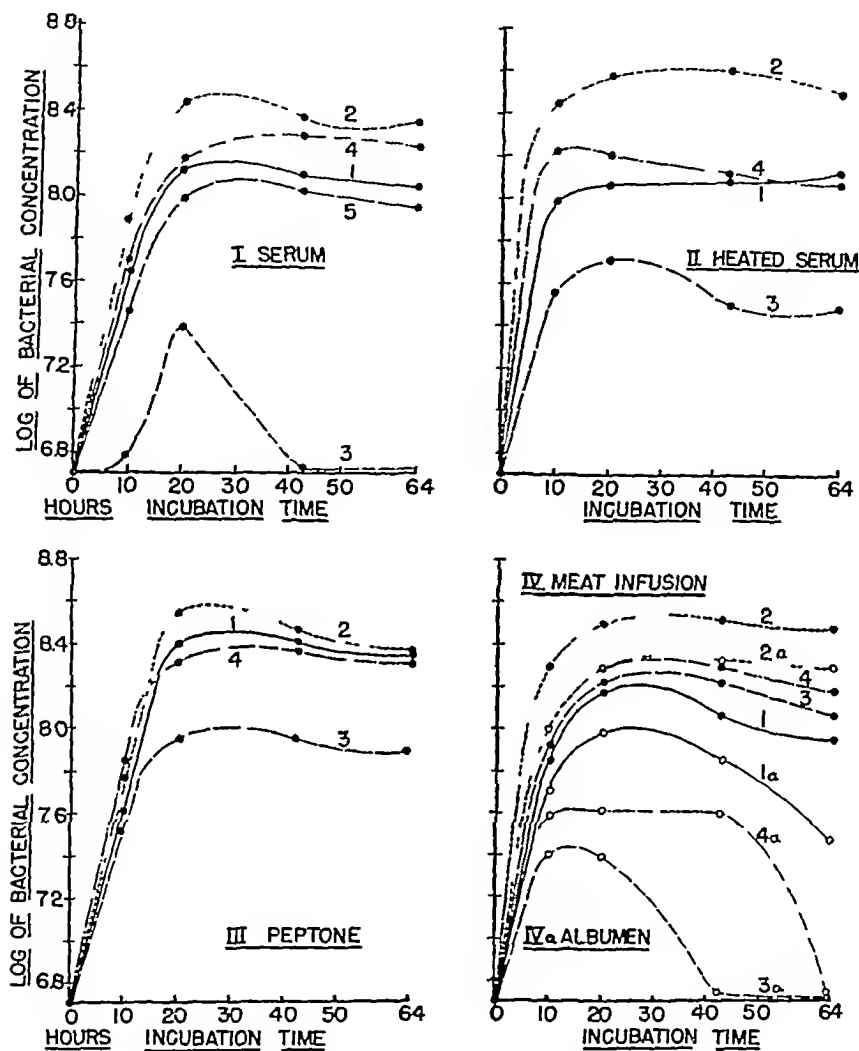 LOG OF BACTERIAL CONCENTRATION
8.8
8.4
8.0
7.6
7.2
6.8
2
4
1
5
3
I SERUM
0 10 20 30 40 50 64
HOURS INCUBATION TIME
2
4
1
3
II HEATED SERUM
0 10 20 30 40 50 64
INCUBATION TIME
LOG OF BACTERIAL CONCENTRATION
8.8
8.4
8.0
7.6
7.2
6.8
1
2
4
3
III PEPTONE
0 10 20 30 40 50 64
HOURS INCUBATION TIME
IV MEAT INFUSION
2
2a
4
3
1
1a
4a
3a
IVa ALBUMEN
0 10 20 30 40 50 64
INCUBATION TIME